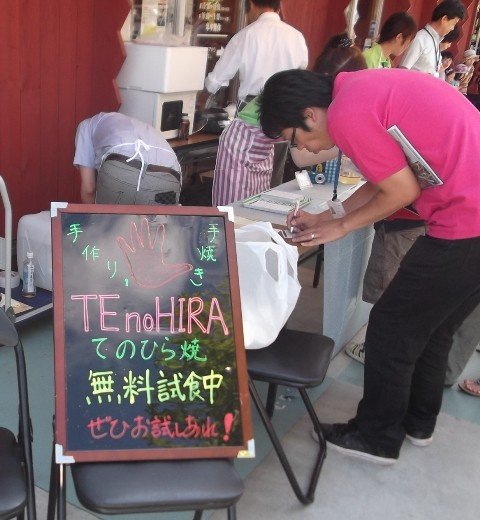 手作り
手焼き
TEnoHIRA
てのひら焼
無料試食中
ぜひお試しあれ!